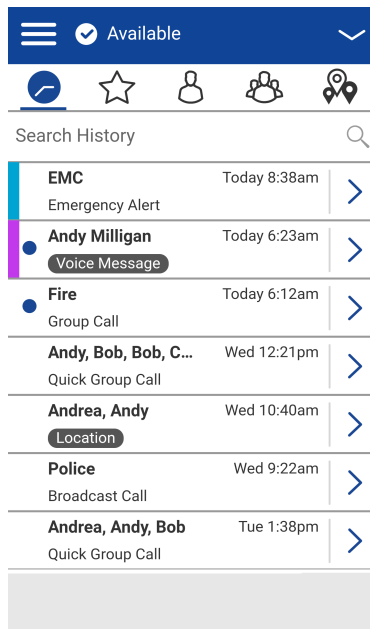 Available
Search History
EMC Today 8:38am
Emergency Alert
Andy Milligan Today 6:23am
Voice Message
Fire Today 6:12am
Group Call
Andy, Bob, Bob, C... Wed 12:21pm
Quick Group Call
Andrea, Andy Wed 10:40am
Location
Police Wed 9:22am
Broadcast Call
Andrea, Andy, Bob Tue 1:38pm
Quick Group Call